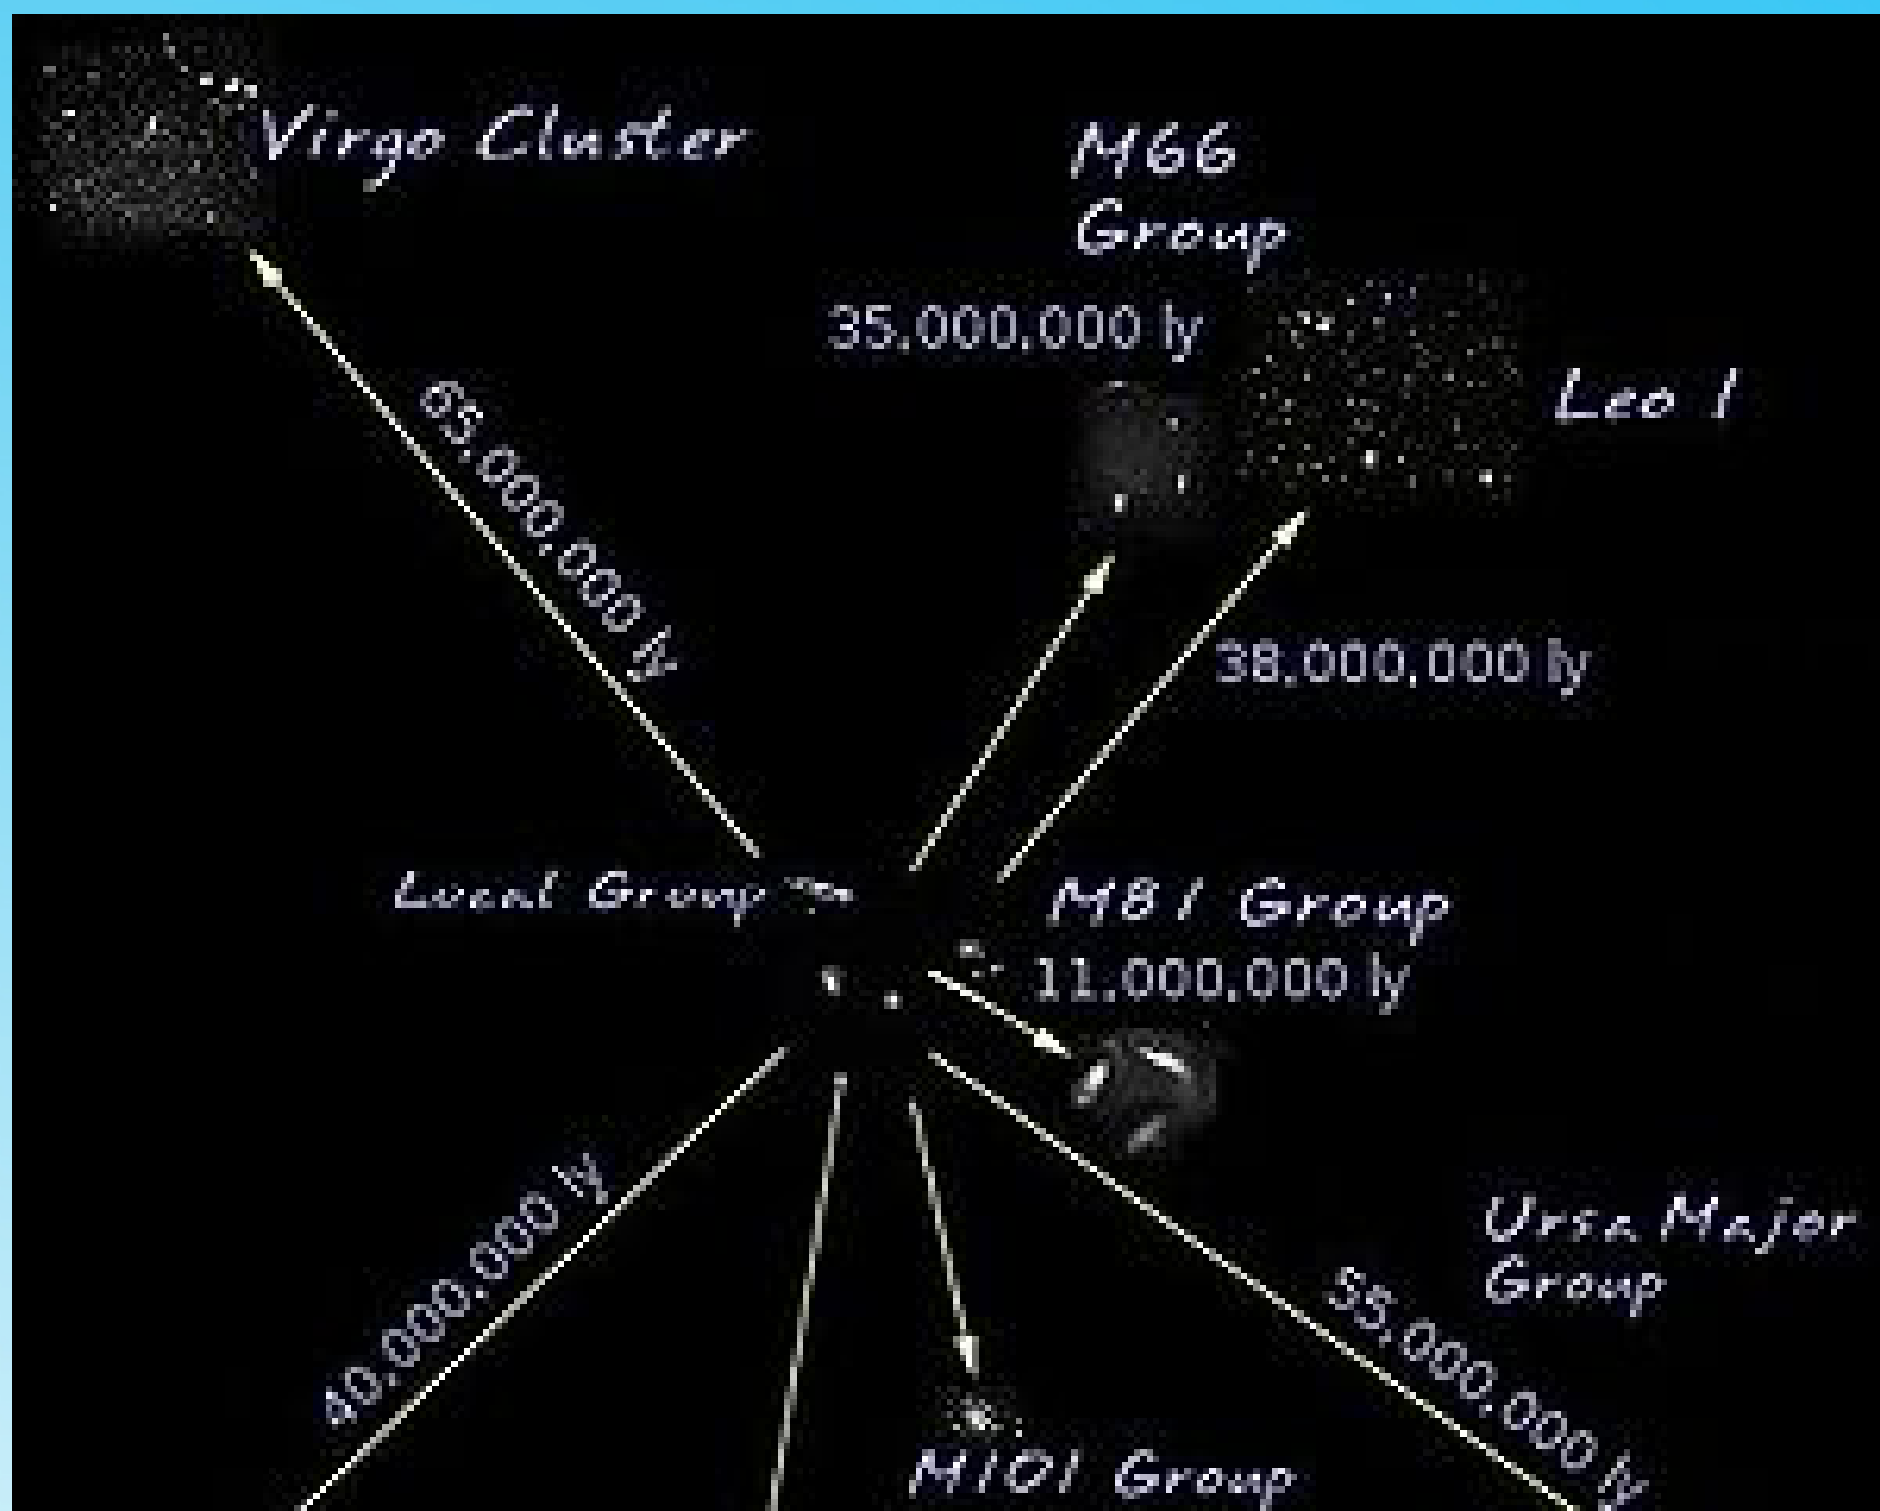 Virgo Cluster
M66
Group
35,000,000 ly
Leo I
65,000,000 ly
38,000,000 ly
Local Group
M81 Group
11,000,000 ly
Ursa Major
Group
40,000,000 ly
55,000,000 ly
M101 Group